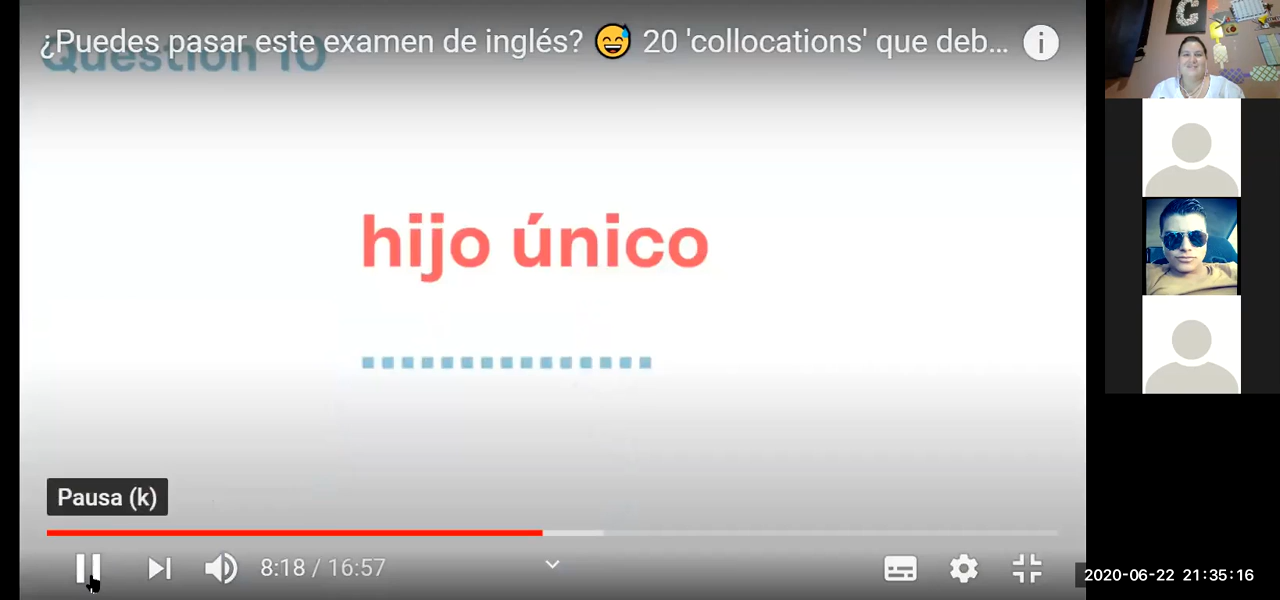 ¿Puedes pasar este examen de inglés? 😅 20 'collocations' que deb...
Question 10
hijo único
...............
Pausa (k)
8:18 / 16:57
C
2020-06-22 21:35:16